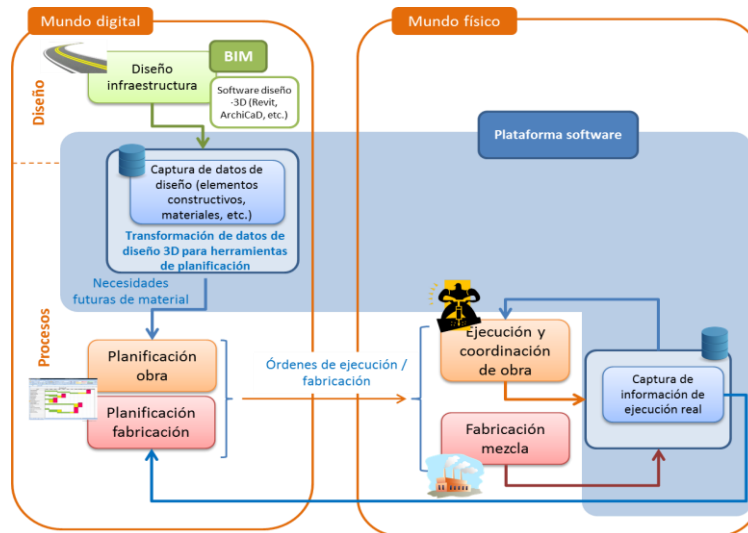 Mundo digital
Mundo físico
Diseño
Procesos
Diseño
infraestructura
BIM
Software diseño
-3D (Revit,
ArchiCaD, etc.)
Plataforma software
Captura de datos de
diseño (elementos
constructivos,
materiales, etc.)
Transformación de datos de
diseño 3D para herramientas
de planificación
Necesidades
futuras de material
Planificación
obra
Planificación
fabricación
Órdenes de ejecución /
fabricación
Ejecución y
coordinación
de obra
Fabricación
mezcla
Captura de
información de
ejecución real